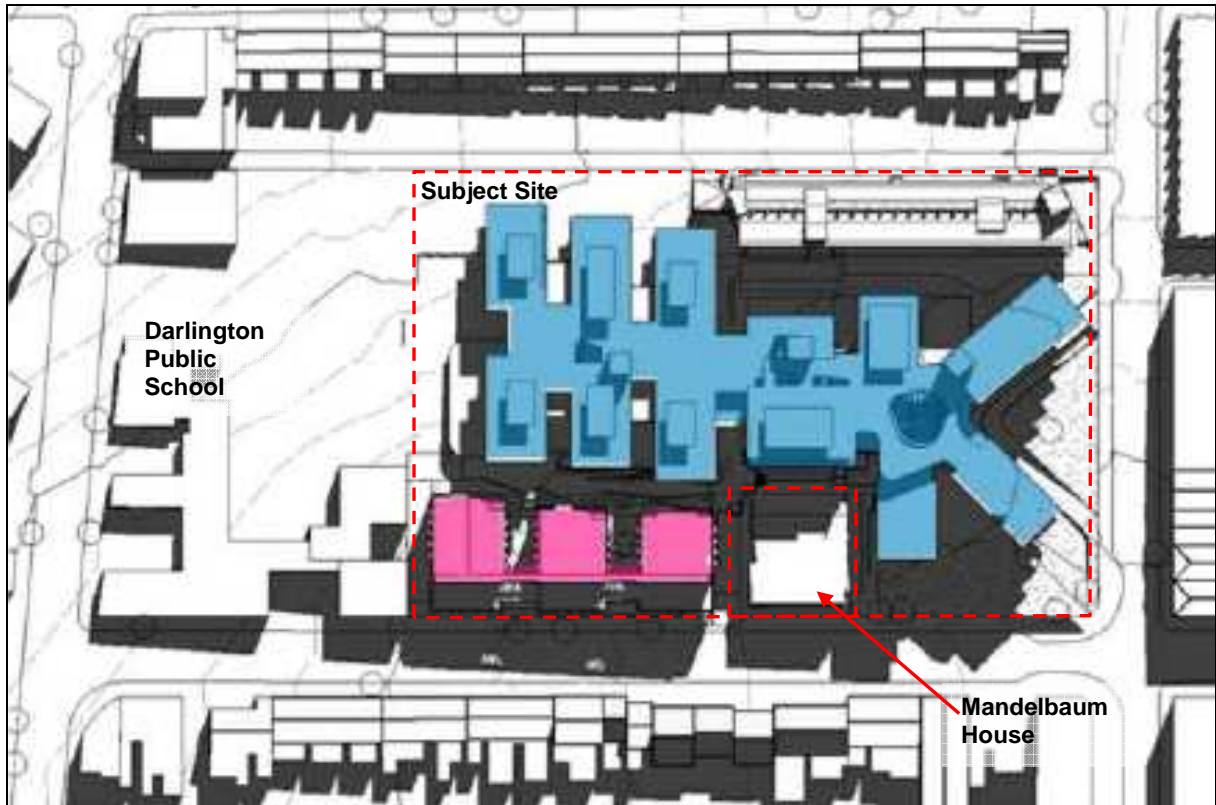 Subject Site
Darlington
Public
School
Mandelbaum
House